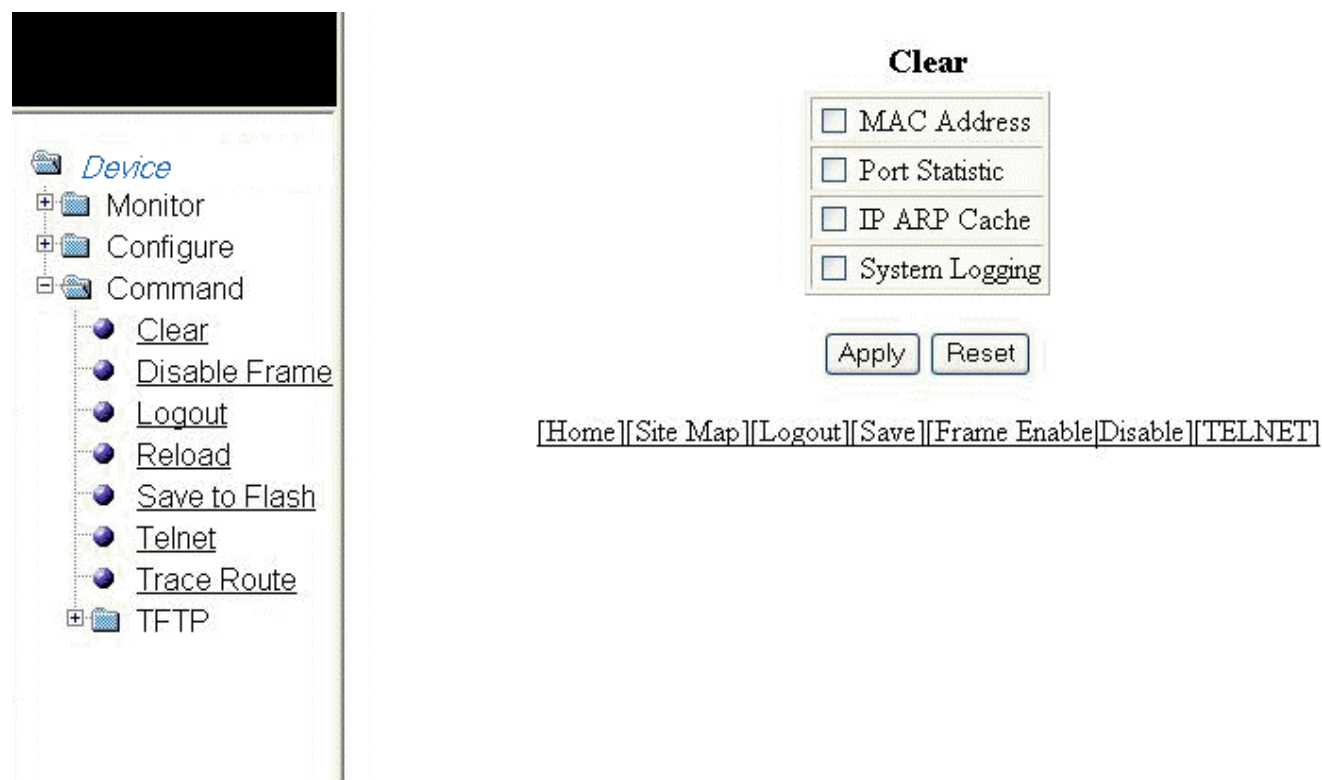 Device
Monitor
Configure
Command
Clear
Disable Frame
Logout
Reload
Save to Flash
Telnet
Trace Route
TFTP
Clear
MAC Address
Port Statistic
IP ARP Cache
System Logging
Apply Reset
[Home][Site Map][Logout][Save][Frame Enable|Disable][TELNET]